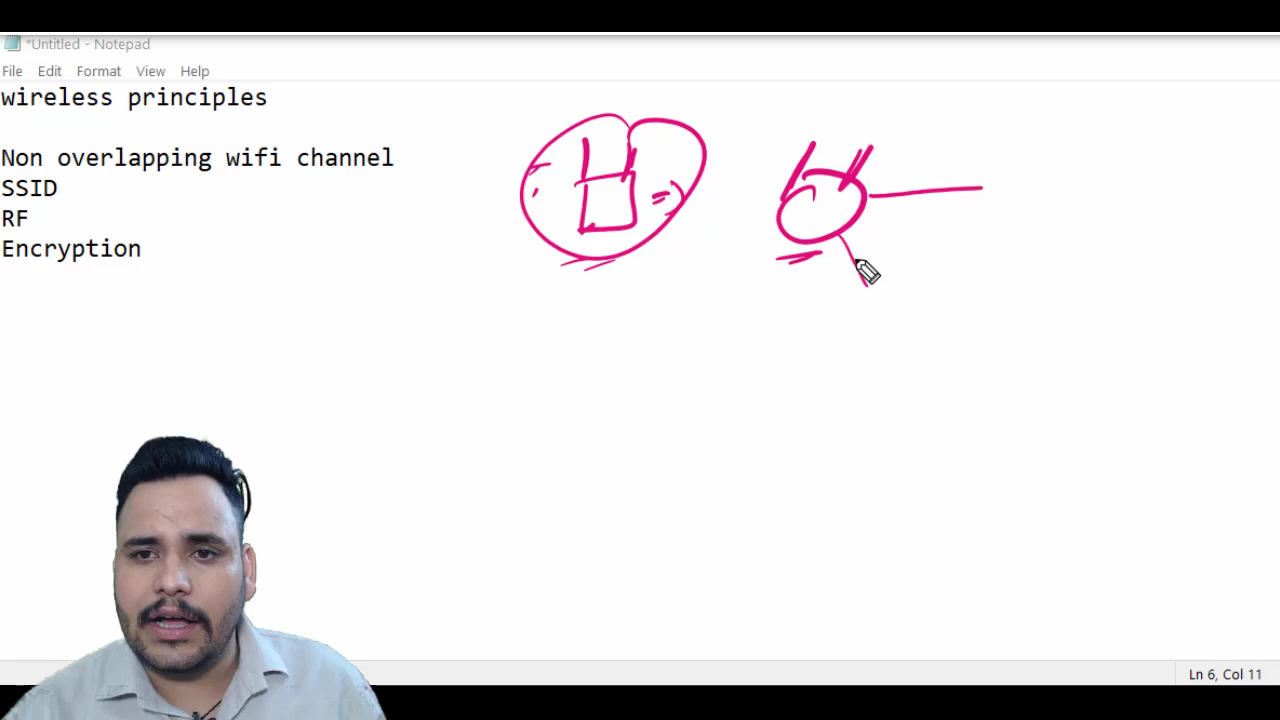 *Untitled - Notepad
File Edit Format View Help
wireless principles
Non overlapping wifi channel
SSID
RF
Encryption
Ln 6, Col 11